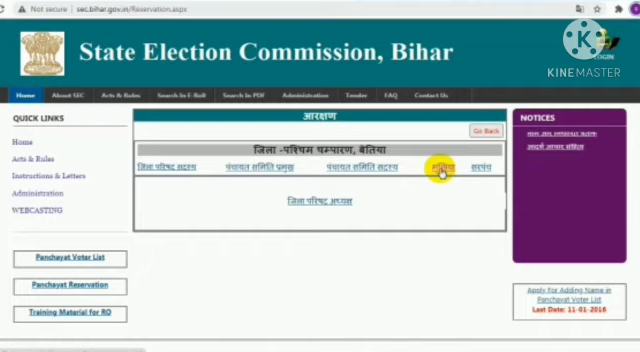 Not secure | sec.bihar.gov.in/Reservation.aspx
State Election Commission, Bihar
LOGIN
KINEMASTER
Home About SEC Acts & Rules Search In E-Roll Search In PDF Administration Tender FAQ Contact Us
QUICK LINKS
Home
Acts & Rules
Instructions & Letters
Administration
WEBCASTING
Panchayat Voter List
Panchayat Reservation
Training Material for RO
आरक्षण
Go Back
जिला -पश्चिम चम्पारण, बेतिया
जिला परिषद सदस्य पंचायत समिति प्रमुख पंचायत समिति सदस्य मुखिया सरपंच
जिला परिषद अध्यक्ष
NOTICES
आदर्श आचार संहिता
Apply For Adding Name in
Panchayat Voter List
Last Date: 11-01-2016